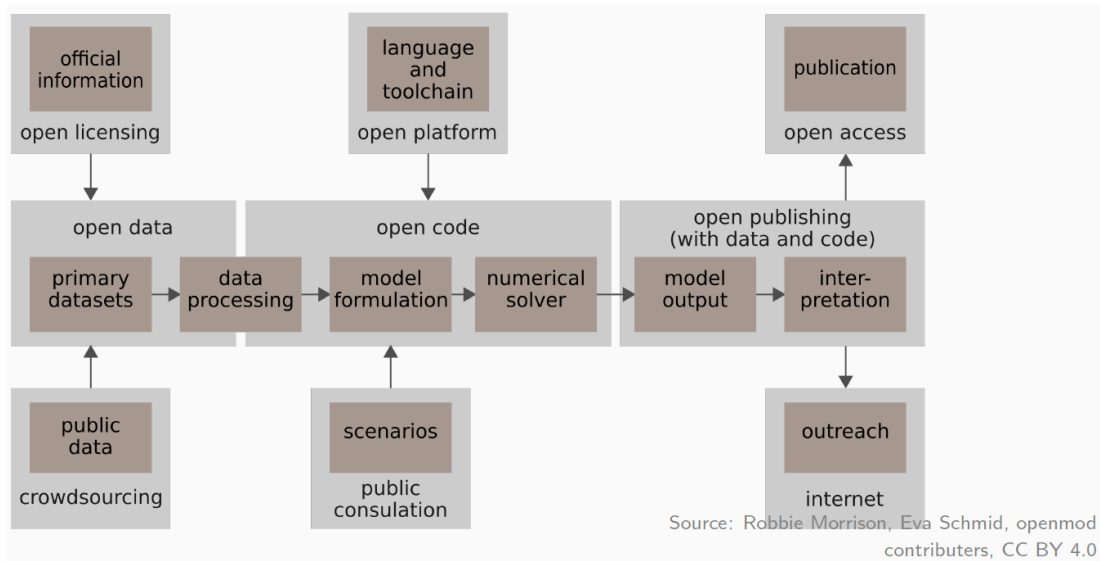 official
information
open licensing
language
and
toolchain
open platform
publication
open access
open data
primary
datasets
data
processing
open code
model
formulation
numerical
solver
open publishing
(with data and code)
model
output
inter-
pretation
public
data
crowdsourcing
scenarios
public
consulation
outreach
internet
Source: Robbie Morrison, Eva Schmid, openmod
contributers, CC BY 4.0